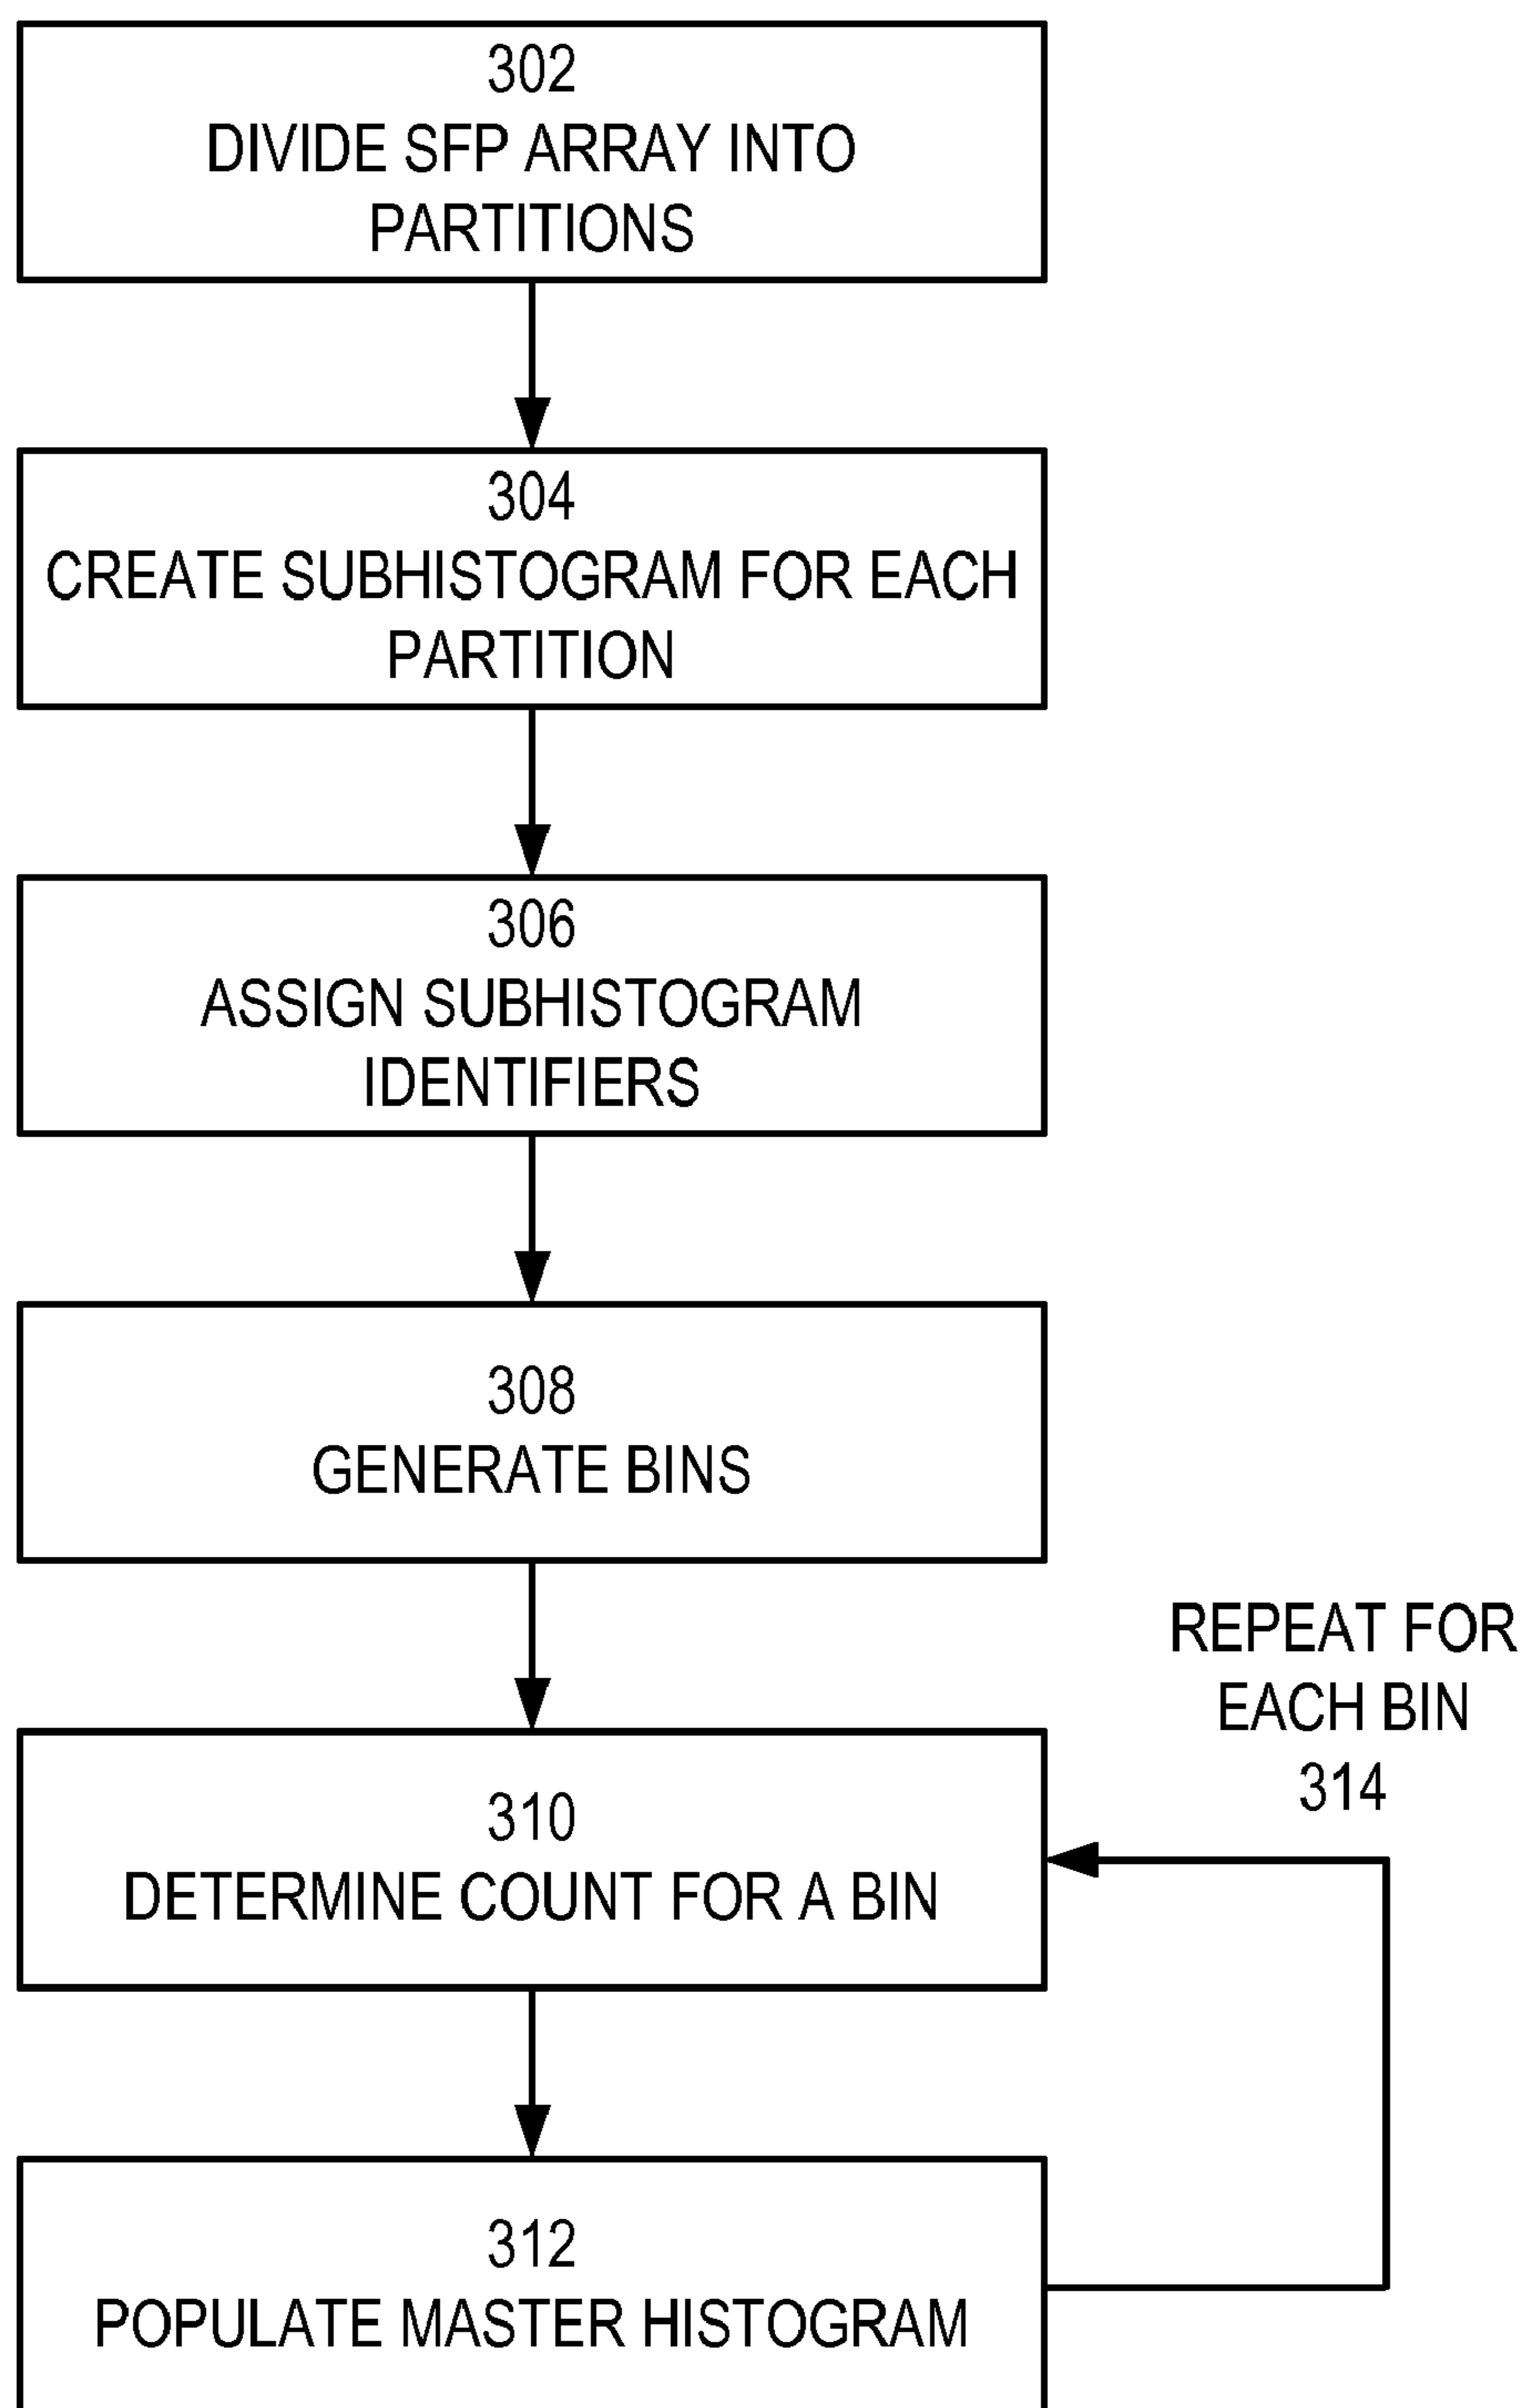 302
DIVIDE SFP ARRAY INTO
PARTITIONS
304
CREATE SUBHISTOGRAM FOR EACH
PARTITION
306
ASSIGN SUBHISTOGRAM
IDENTIFIERS
308
GENERATE BINS
REPEAT FOR
EACH BIN
314
310
DETERMINE COUNT FOR A BIN
312
POPULATE MASTER HISTOGRAM